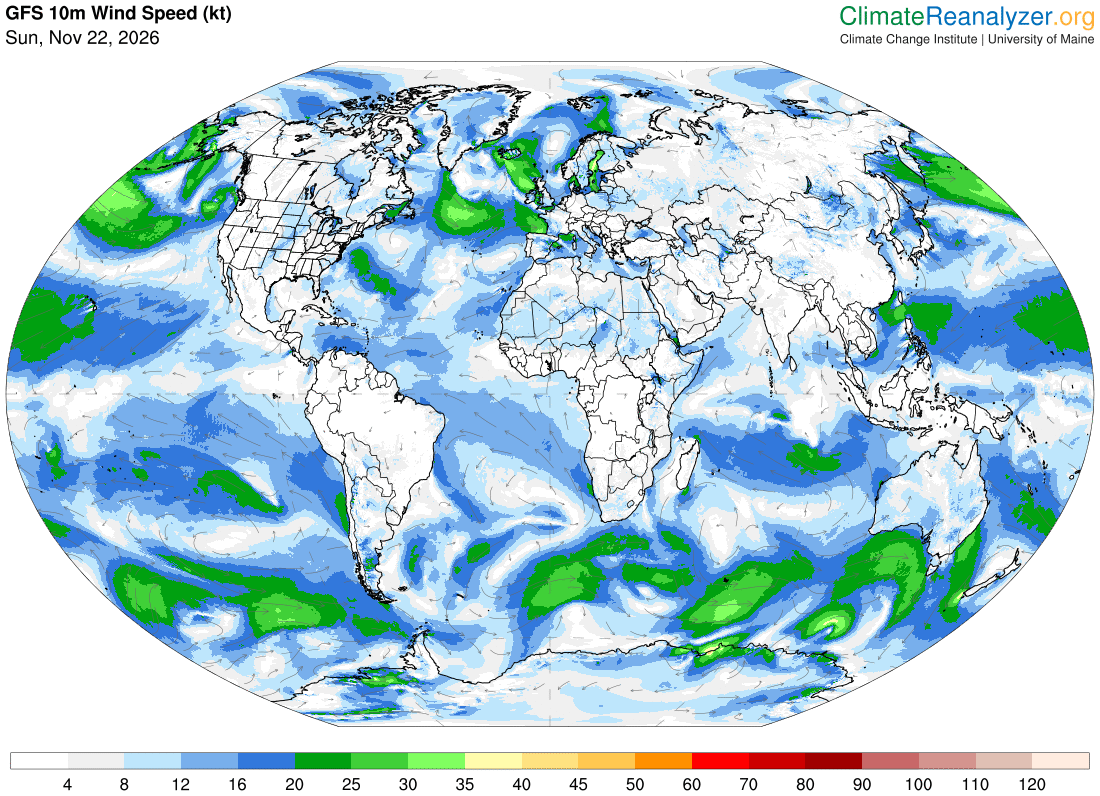 GFS 10m Wind Speed (kt)
Sun, Nov 22, 2026
ClimateReanalyzer.org
Climate Change Institute | University of Maine
4 8 12 16 20 25 30 35 40 45 50 60 70 80 90 100 110 120